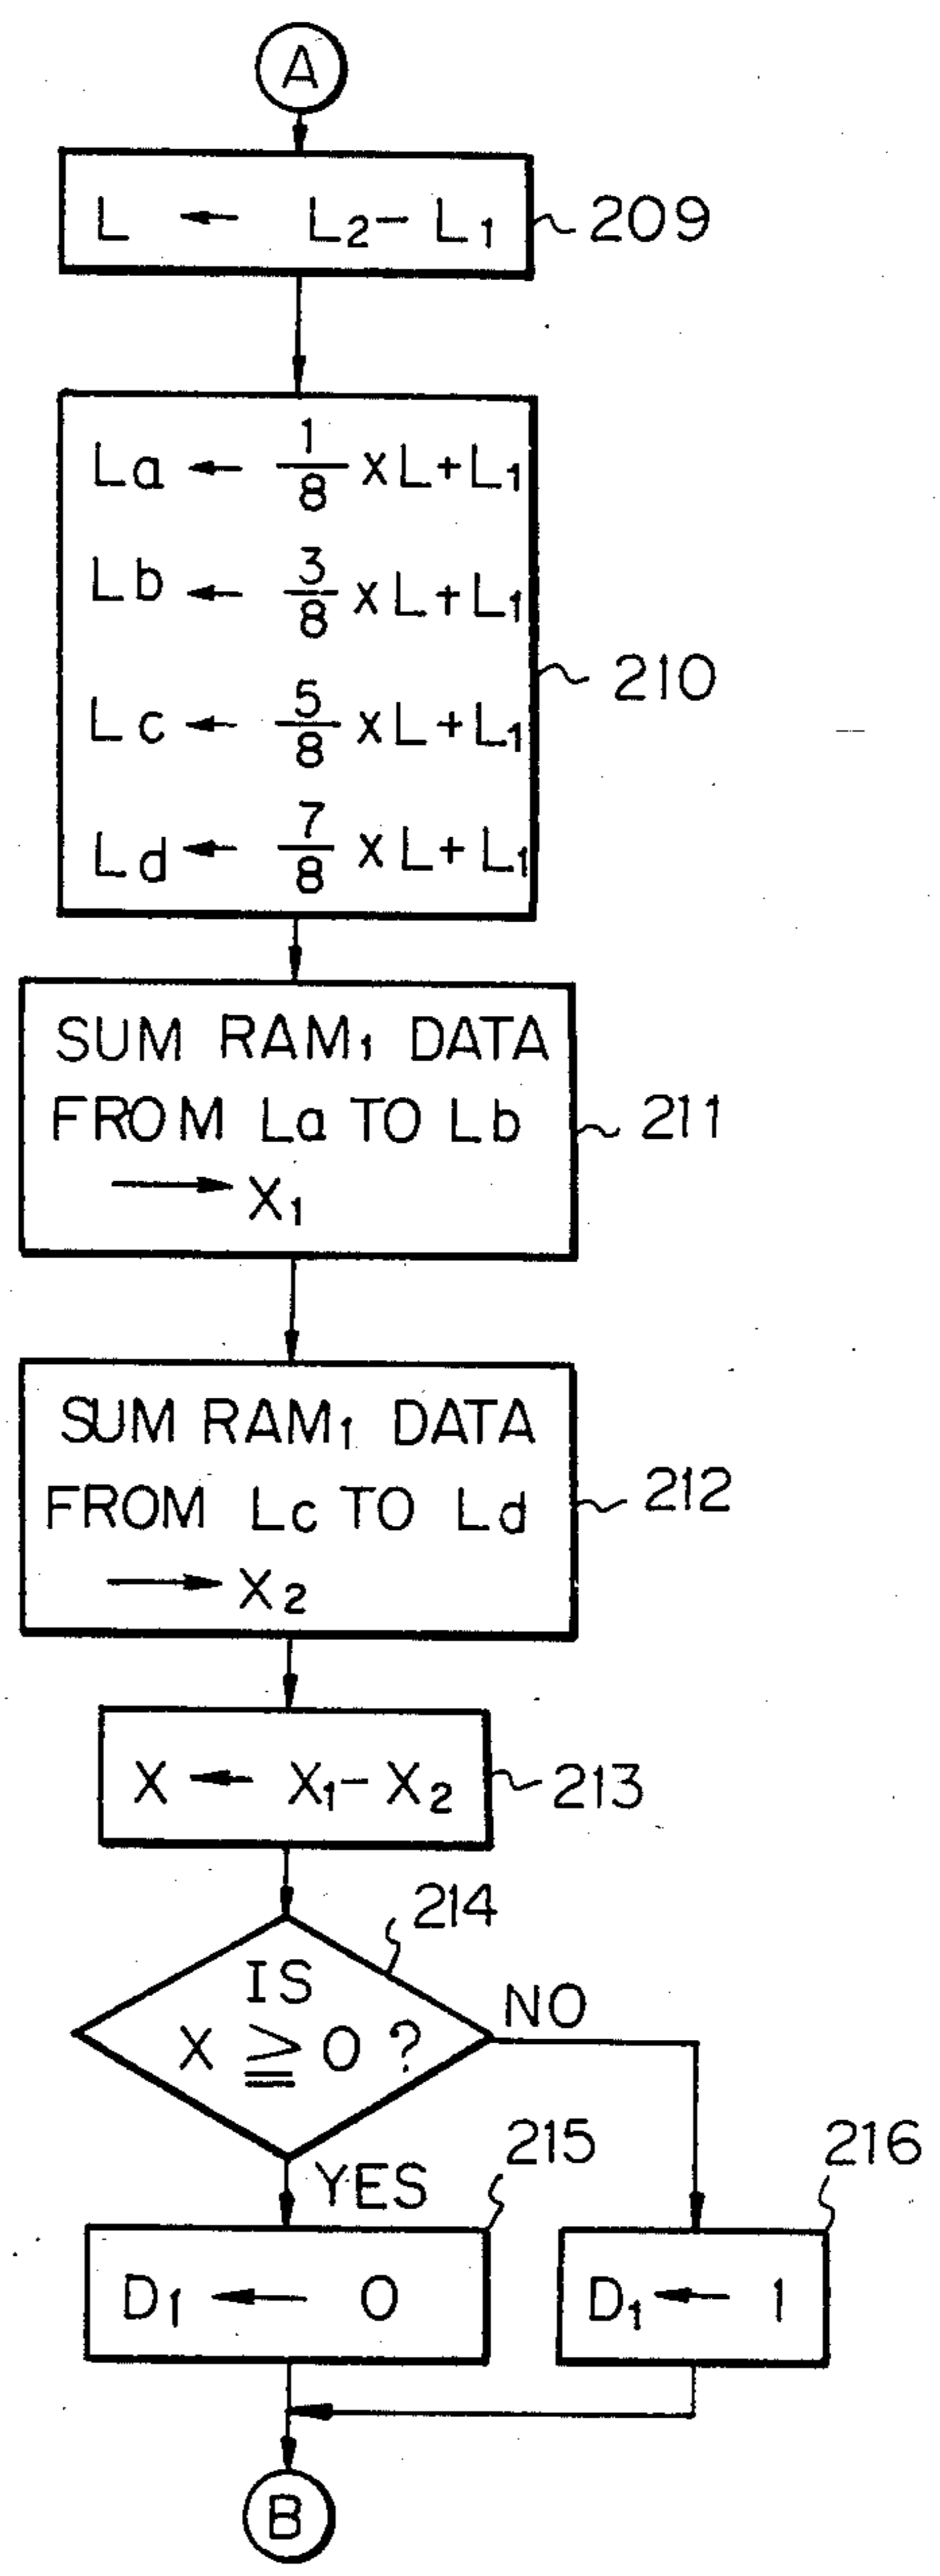 A
L ← L₂ - L₁
209
La ← 1/8 × L + L₁
Lb ← 3/8 × L + L₁
Lc ← 5/8 × L + L₁
Ld ← 7/8 × L + L₁
210
SUM RAM₁ DATA
FROM La TO Lb
→ X₁
211
SUM RAM₁ DATA
FROM Lc TO Ld
→ X₂
212
X ← X₁ - X₂
213
214
IS
X ≧ 0 ?
NO
YES
215
216
D₁ ← 0
D₁ ← 1
B